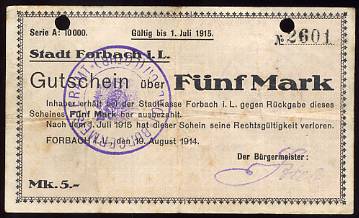 Serie A: 10000. Gültig bis 1. Juli 1915.
№ 2601
Stadt Forbach i. L.
Gutschein über Fünf Mark
Inhaber erhält bei der Stadtkasse Forbach i. L. gegen Rückgabe dieses
Scheines Fünf Mark bar ausbezahlt.
Nach dem 1. Juli 1915 hat dieser Schein seine Rechtsgültigkeit verloren.
FORBACH i. L., den 10. August 1914.
Der Bürgermeister:
Mk. 5.-